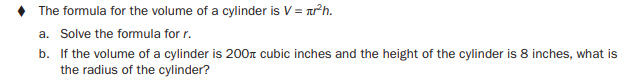 ♦ The formula for the volume of a cylinder is V = πr²h.
a. Solve the formula for r.
b. If the volume of a cylinder is 200π cubic inches and the height of the cylinder is 8 inches, what is
the radius of the cylinder?